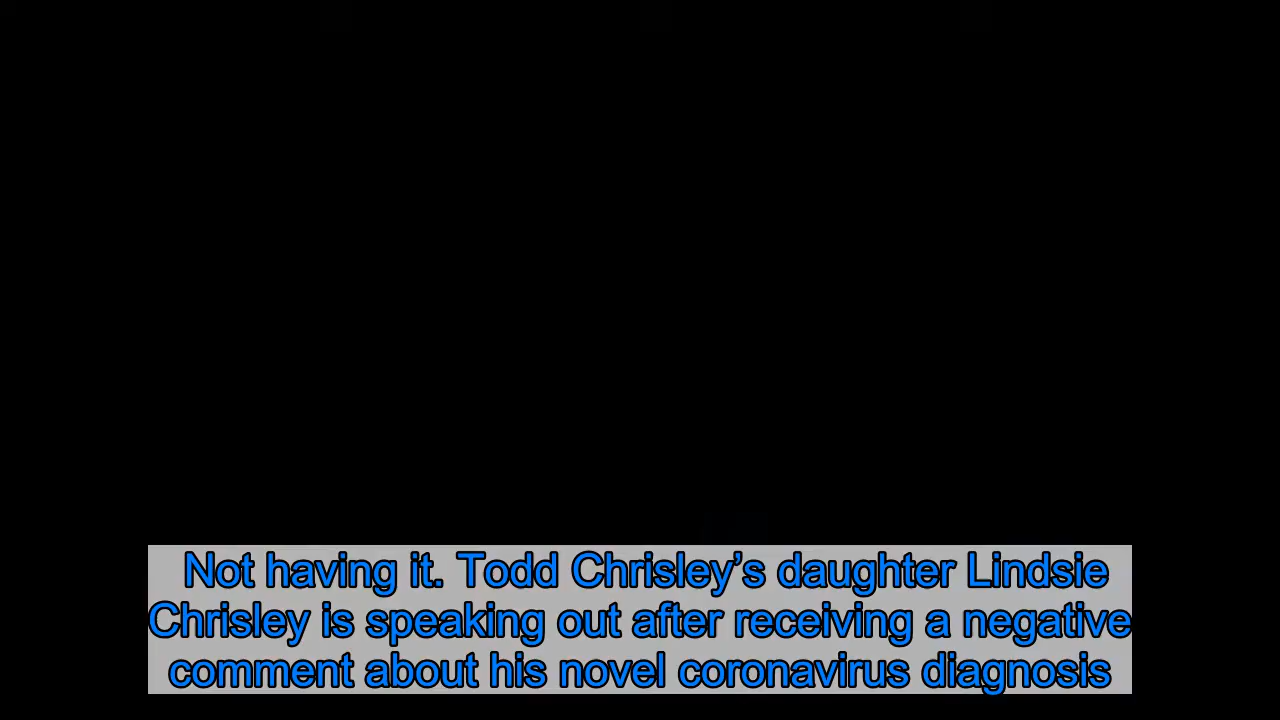 Not having it. Todd Chrisley’s daughter Lindsie
Chrisley is speaking out after receiving a negative
comment about his novel coronavirus diagnosis